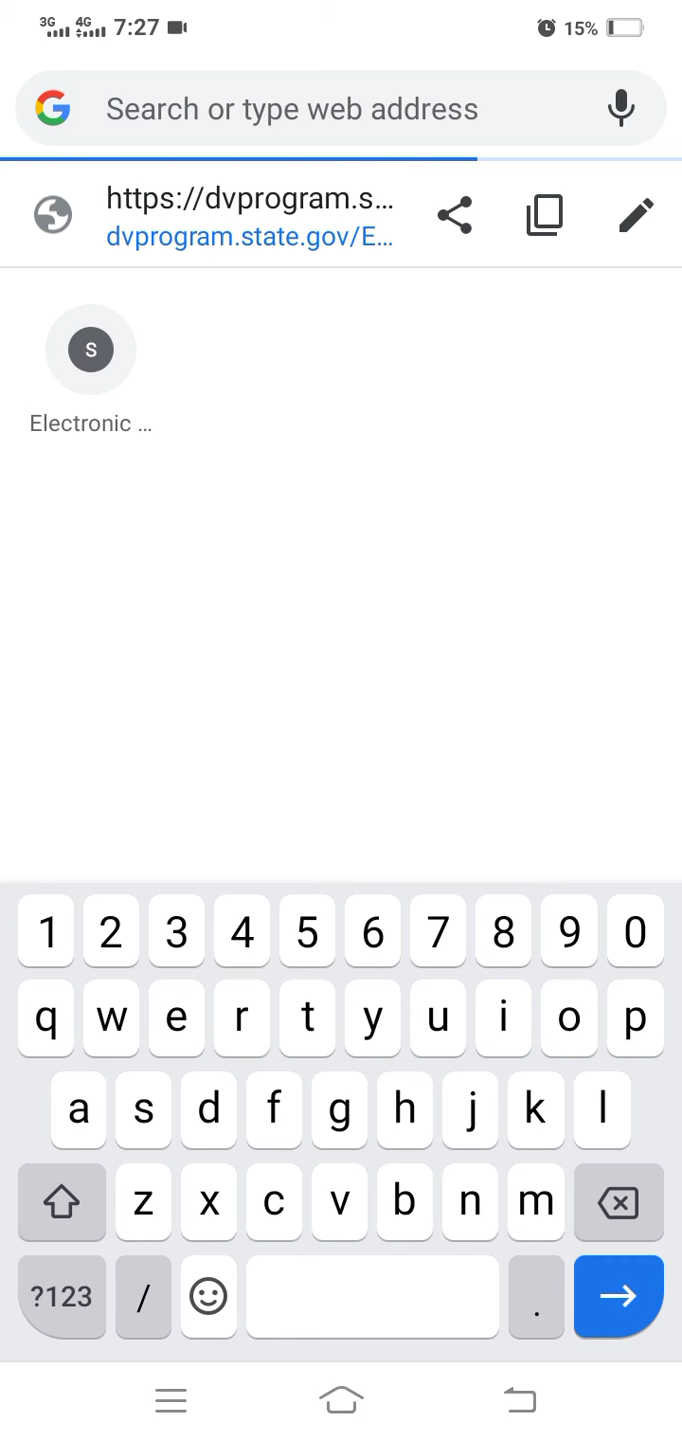 3G 4G 7:27 15%
Search or type web address
https://dvprogram.s...
dvprogram.state.gov/E...
S
Electronic ...
1 2 3 4 5 6 7 8 9 0
q w e r t y u i o p
a s d f g h j k l
z x c v b n m
?123 / .